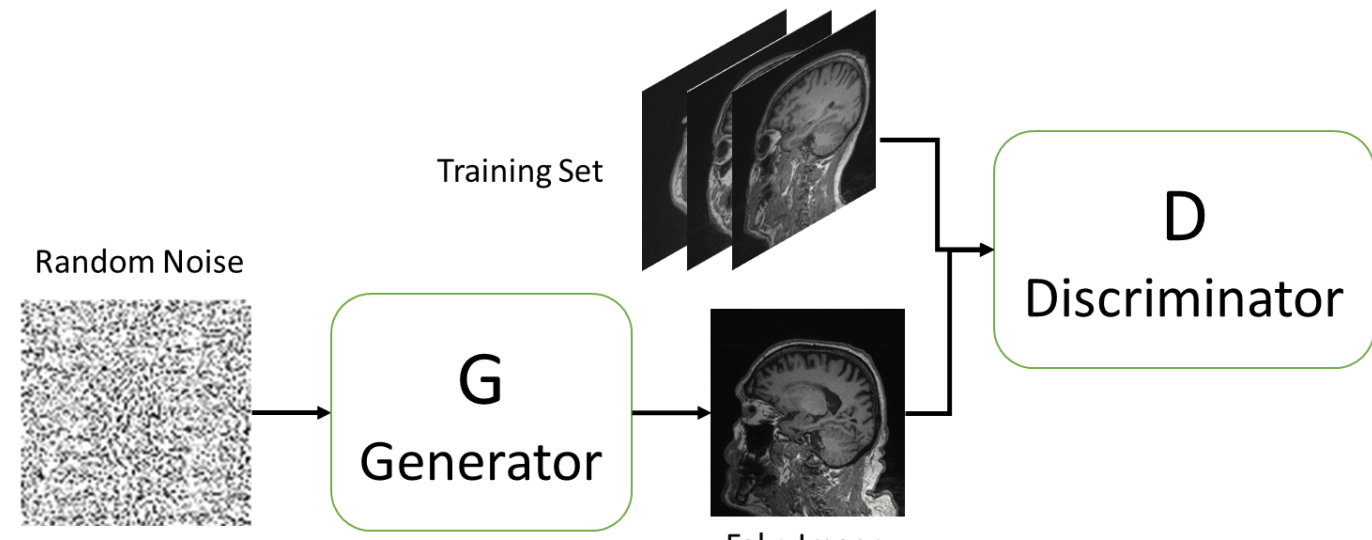 Training Set
Random Noise
D
Discriminator
G
Generator